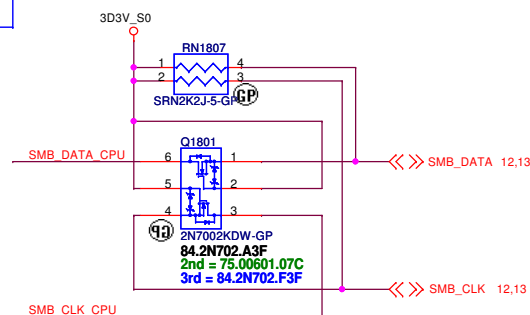 3D3V_S0
RN1807
1 4
2 3
SRN2K2J-5-GP
GP
Q1801
SMB_DATA_CPU 6 1 SMB_DATA 12,13
5 2
4 3
GP
2N7002KDW-GP
84.2N702.A3F
2nd = 75.00601.07C
3rd = 84.2N702.F3F
SMB_CLK 12,13
SMB_CLK_CPU